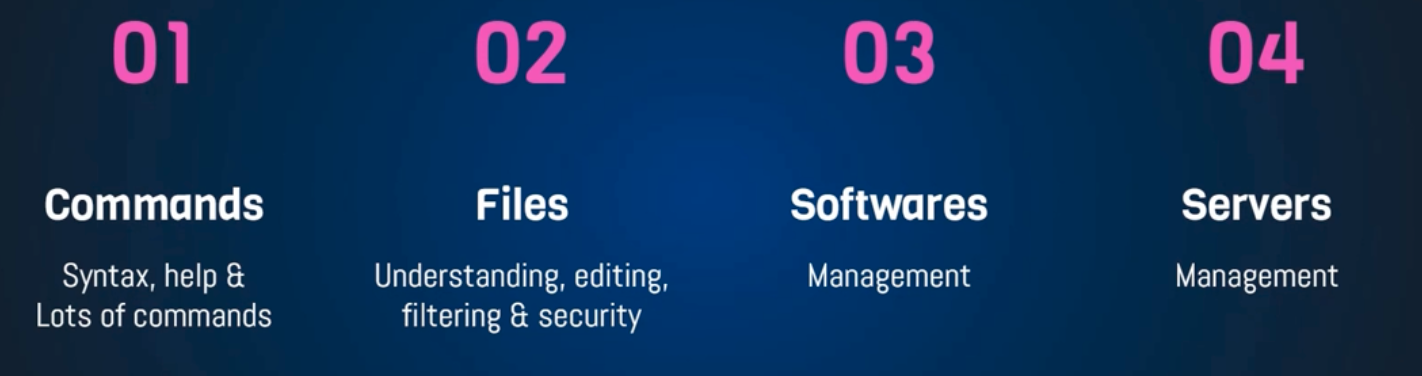 01
Commands
Syntax, help &
Lots of commands
02
Files
Understanding, editing,
filtering & security
03
Softwares
Management
04
Servers
Management